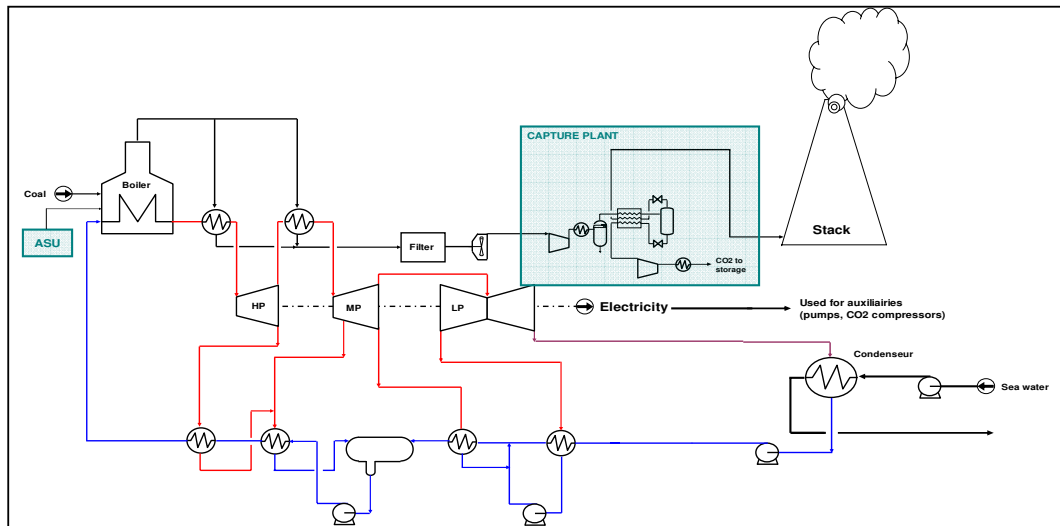 CAPTURE PLANT
Boiler
Coal
ASU
Filter
Stack
CO2 to
storage
HP
MP
LP
Electricity
Used for auxiliairies
(pumps, CO2 compressors)
Condenseur
Sea water